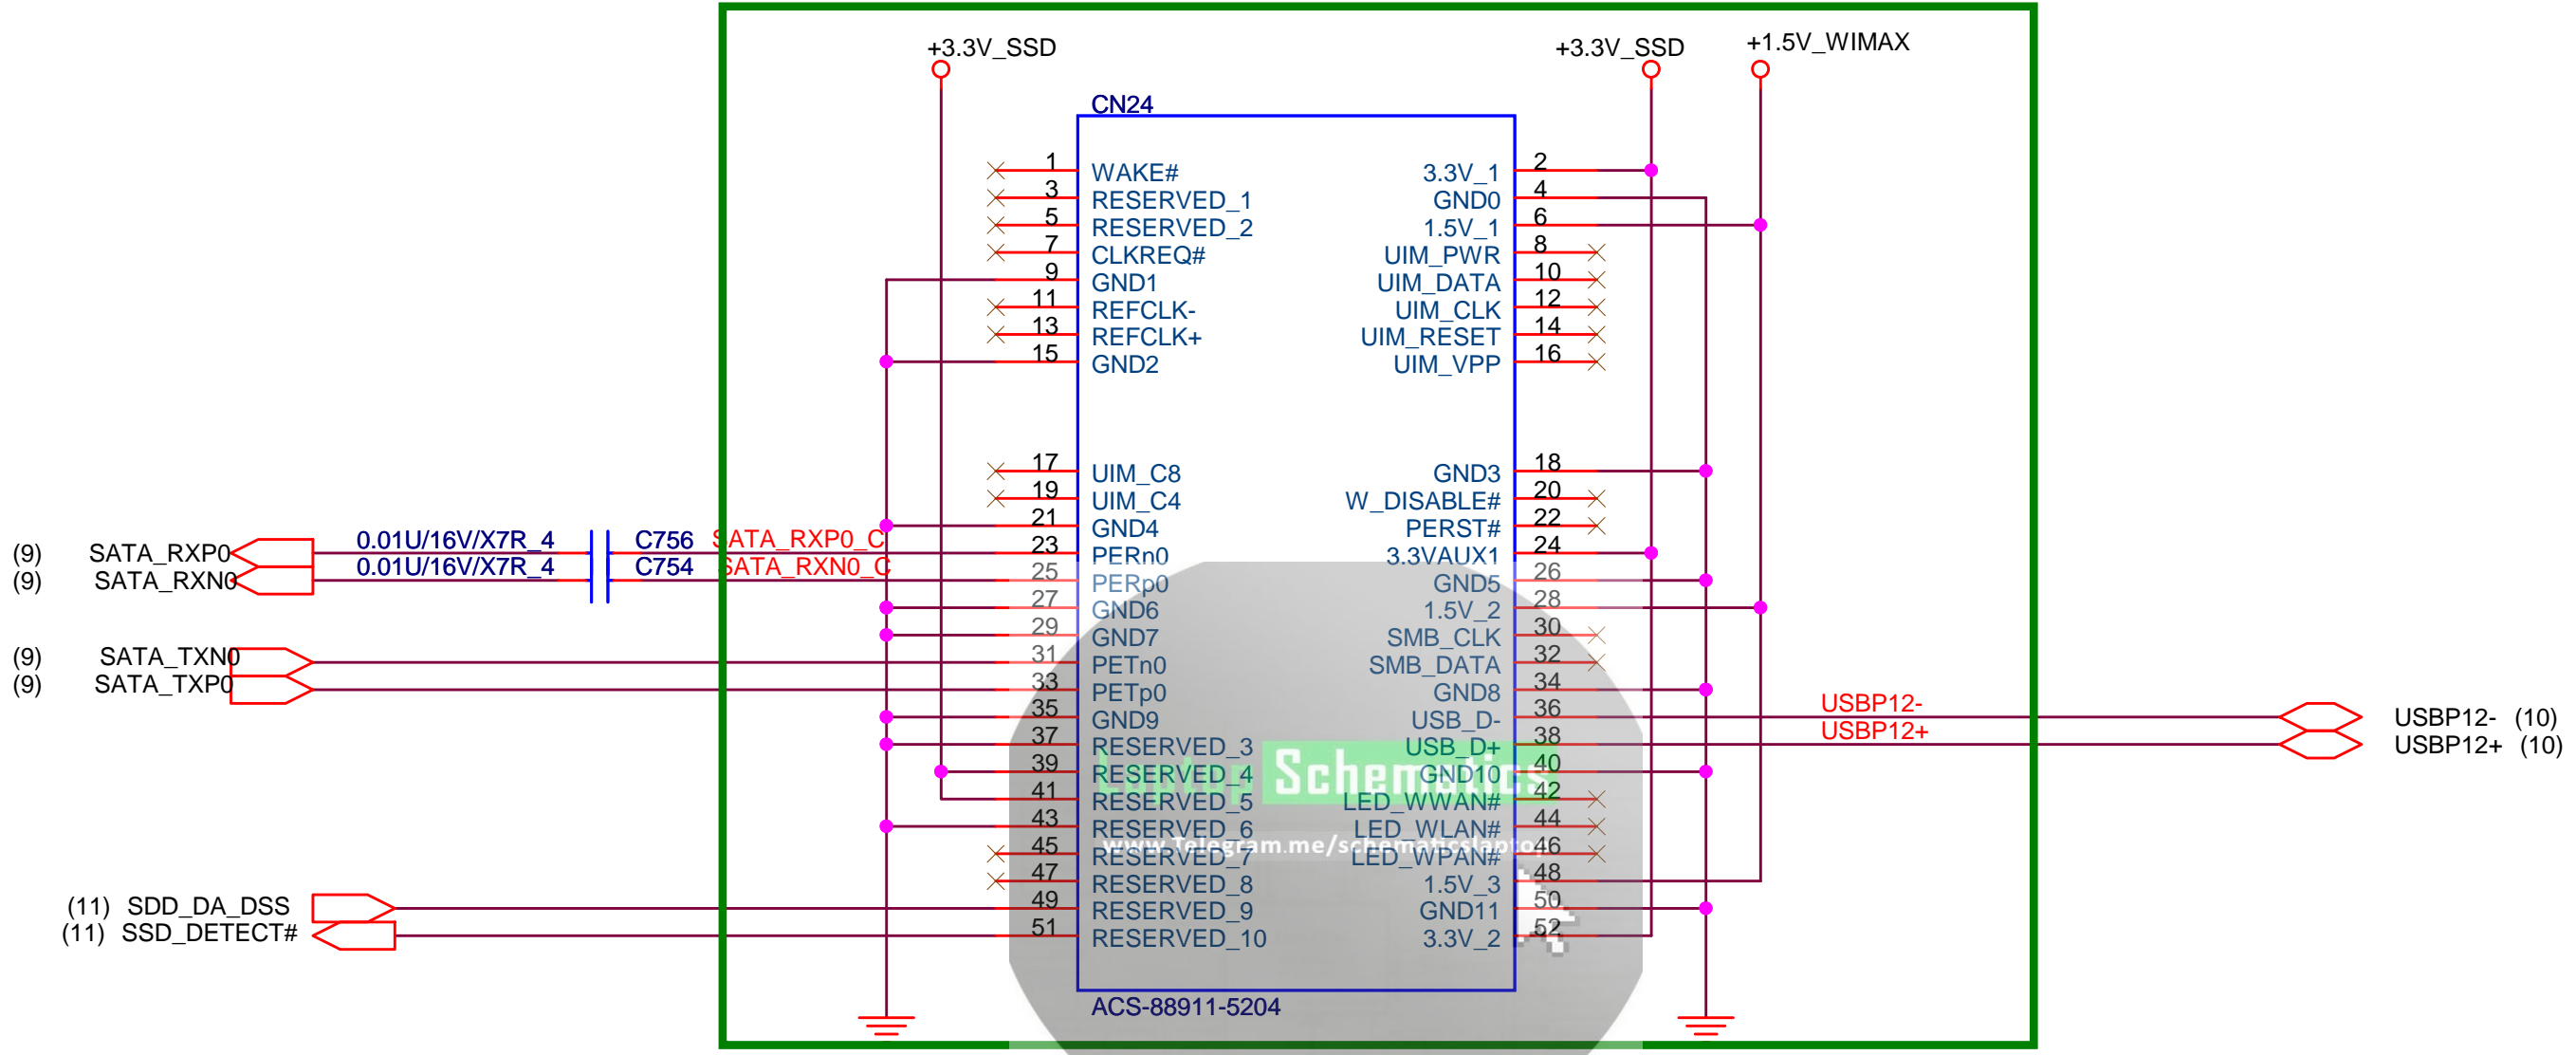 +3.3V_SSD
+3.3V_SSD
+1.5V_WIMAX
CN24
1 WAKE# 3.3V_1 2
3 RESERVED_1 GND0 4
5 RESERVED_2 1.5V_1 6
7 CLKREQ# UIM_PWR 8
9 GND1 UIM_DATA 10
11 REFCLK- UIM_CLK 12
13 REFCLK+ UIM_RESET 14
15 GND2 UIM_VPP 16
17 UIM_C8 GND3 18
19 UIM_C4 W_DISABLE# 20
21 GND4 PERST# 22
(9) SATA_RXP0 0.01U/16V/X7R_4 C756 SATA_RXP0_C 23 PERn0 3.3VAUX1 24
(9) SATA_RXN0 0.01U/16V/X7R_4 C754 SATA_RXN0_C 25 PERp0 GND5 26
27 GND6 1.5V_2 28
29 GND7 SMB_CLK 30
(9) SATA_TXN0 31 PETn0 SMB_DATA 32
(9) SATA_TXP0 33 PETp0 GND8 34
35 GND9 USB_D- 36 USBP12- USBP12- (10)
37 RESERVED_3 USB_D+ 38 USBP12+ USBP12+ (10)
39 RESERVED_4 GND10 40
Laptop Schematics
41 RESERVED_5 LED_WWAN# 42
43 RESERVED_6 LED_WLAN# 44
www.Telegram.me/schematicslaptop
45 RESERVED_7 LED_WPAN# 46
47 RESERVED_8 1.5V_3 48
(11) SDD_DA_DSS 49 RESERVED_9 GND11 50
(11) SSD_DETECT# 51 RESERVED_10 3.3V_2 52
ACS-88911-5204